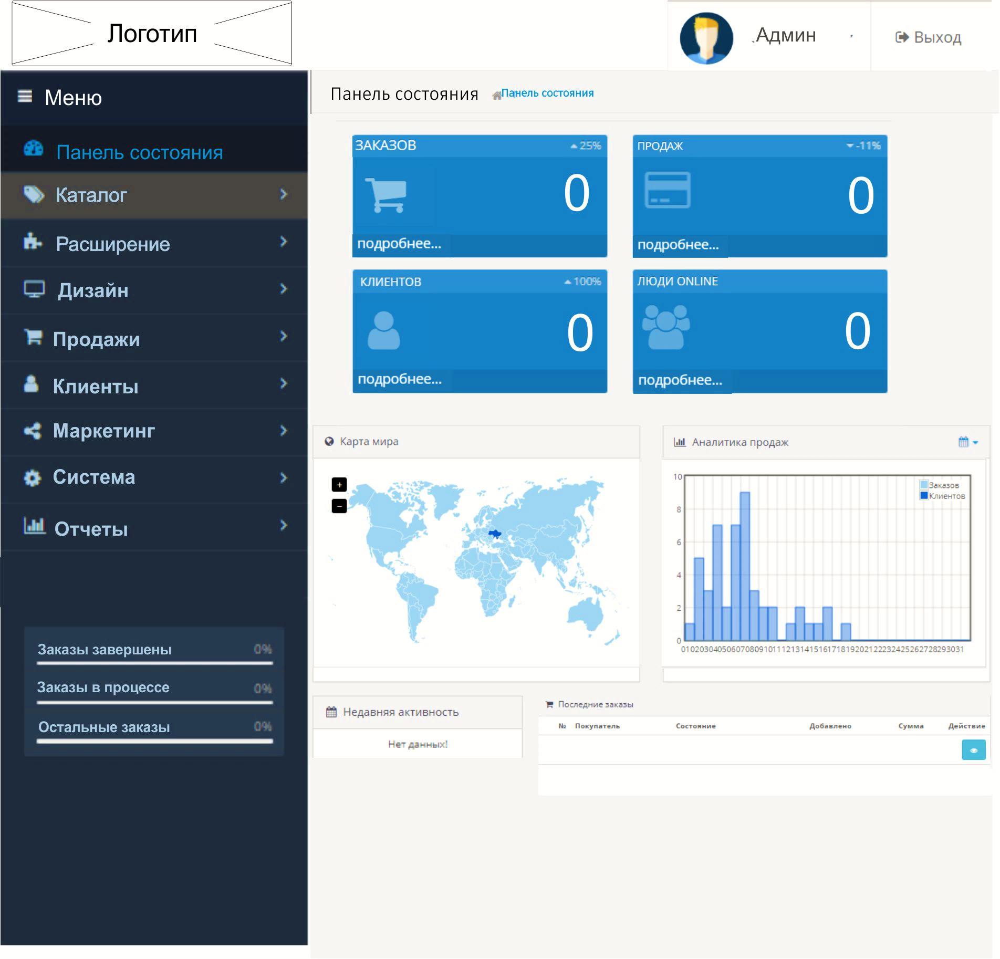 Логотип
Админ
Выход
Меню
Панель состояния
Панель состояния
Панель состояния
Каталог
Расширение
Дизайн
Продажи
Клиенты
Маркетинг
Система
Отчеты
Заказы завершены 0%
Заказы в процессе 0%
Остальные заказы 0%
ЗАКАЗОВ 25%
0
подробнее...
ПРОДАЖ -11%
0
подробнее...
КЛИЕНТОВ 100%
0
подробнее...
ЛЮДИ ONLINE
0
подробнее...
Карта мира
+
−
Аналитика продаж
10
8
6
4
2
0
Заказов
Клиентов
01020304050607080910111213141516171819202122232425262728293031
Недавняя активность
Нет данных!
Последние заказы
№ Покупатель Состояние Добавлено Сумма Действие